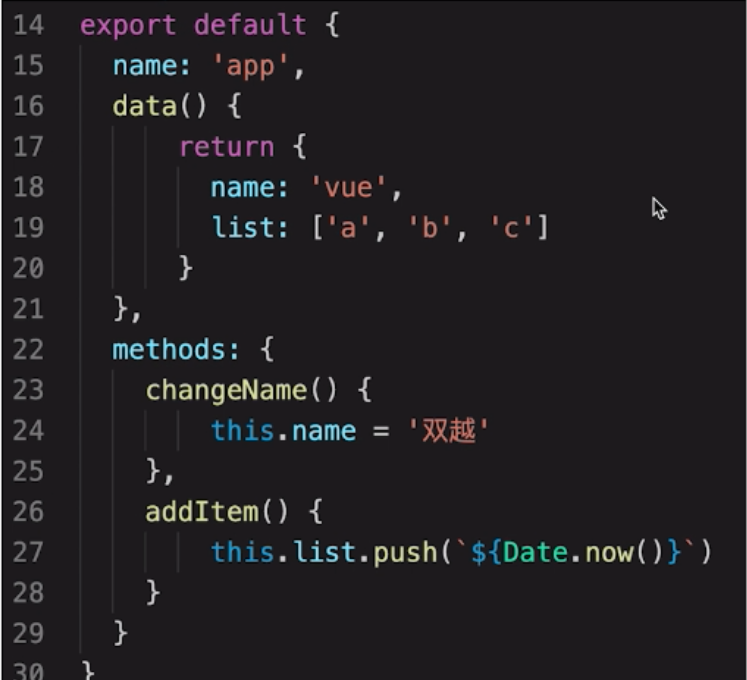 14 export default {
15   name: 'app',
16   data() {
17       return {
18         name: 'vue',
19         list: ['a', 'b', 'c']
20       }
21   },
22   methods: {
23     changeName() {
24         this.name = '双越'
25     },
26     addItem() {
27         this.list.push(`${Date.now()}`)
28     }
29   }
30 }